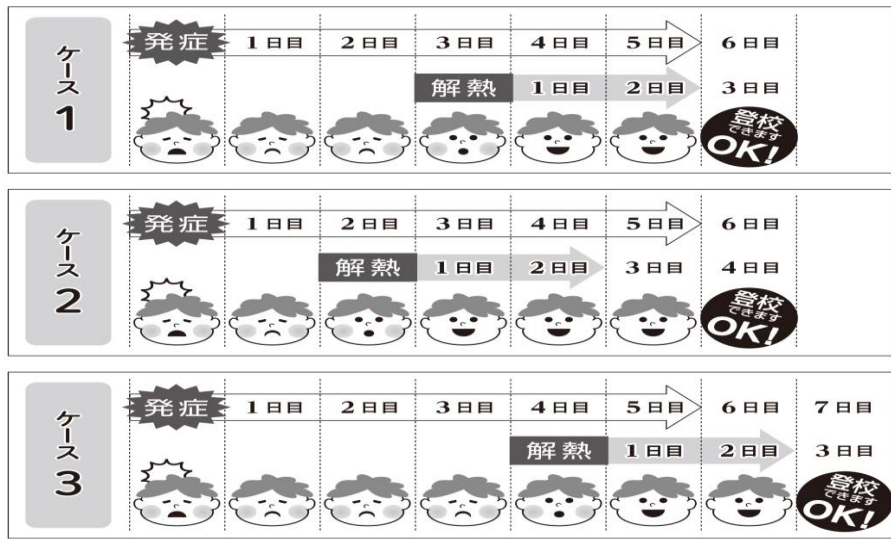 ケース1
発症 1日目 2日目 3日目 4日目 5日目 6日目
解熱 1日目 2日目 3日目
登校
できます
OK!
ケース2
発症 1日目 2日目 3日目 4日目 5日目 6日目
解熱 1日目 2日目 3日目 4日目
登校
できます
OK!
ケース3
発症 1日目 2日目 3日目 4日目 5日目 6日目 7日目
解熱 1日目 2日目 3日目
登校
できます
OK!